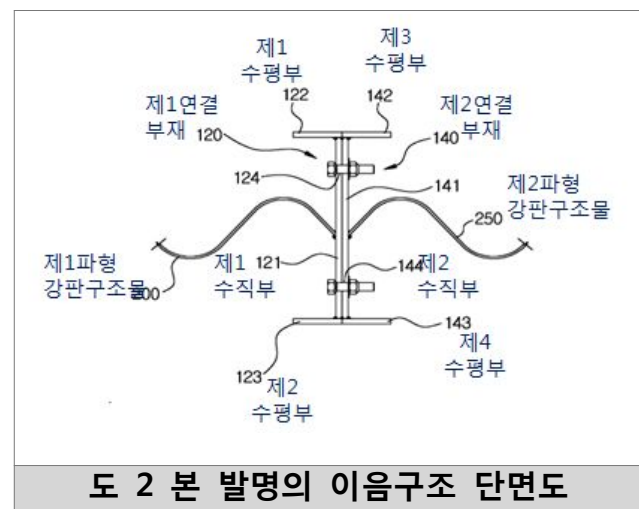 제1
수평부
제3
수평부
122
142
제1연결
부재
120
제2연결
부재
140
124
141
제2파형
강판구조물
250
제1파형
강판구조물
200
제1
수직부
121
144
제2
수직부
123
제2
수평부
143
제4
수평부
도 2 본 발명의 이음구조 단면도